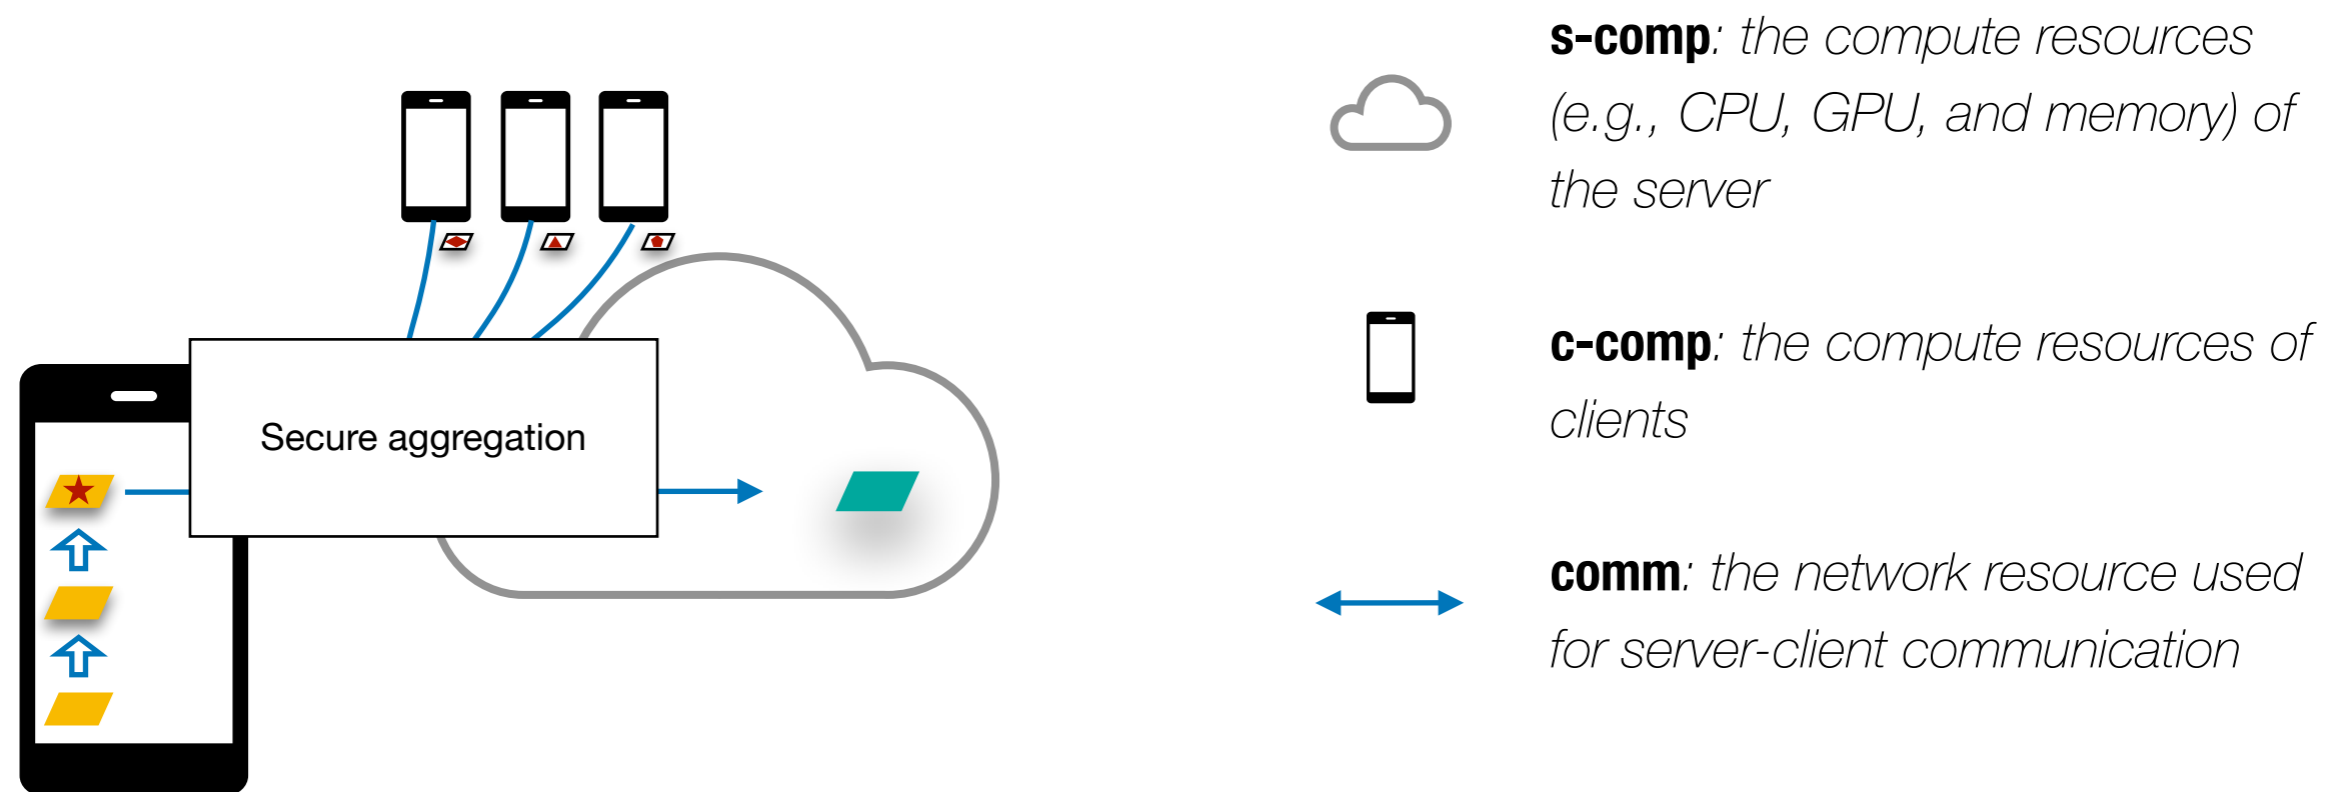 Secure aggregation
s-comp: the compute resources
(e.g., CPU, GPU, and memory) of
the server
c-comp: the compute resources of
clients
comm: the network resource used
for server-client communication